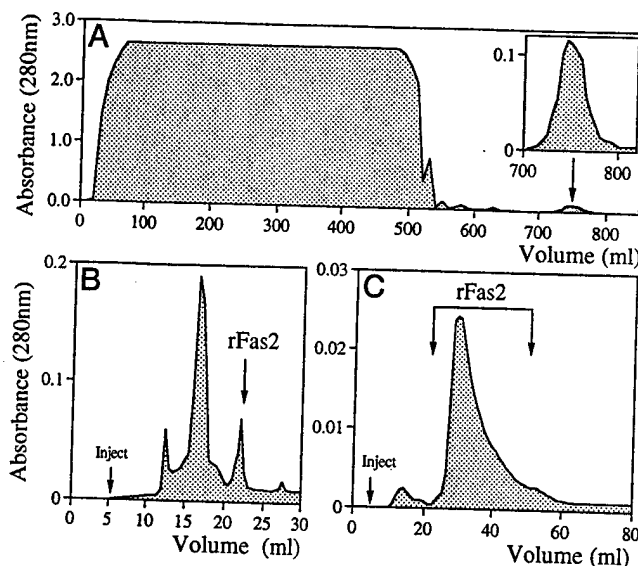 A
Absorbance (280nm)
3.0
2.0
1.0
0.0
0 100 200 300 400 500 600 700 800
Volume (ml)
0.1
0
700 800
B
Absorbance (280nm)
0.2
0.1
0
Inject
rFas2
0 5 10 15 20 25 30
Volume (ml)
C
0.03
0.02
0.01
0
Inject
rFas2
0 20 40 60 80
Volume (ml)